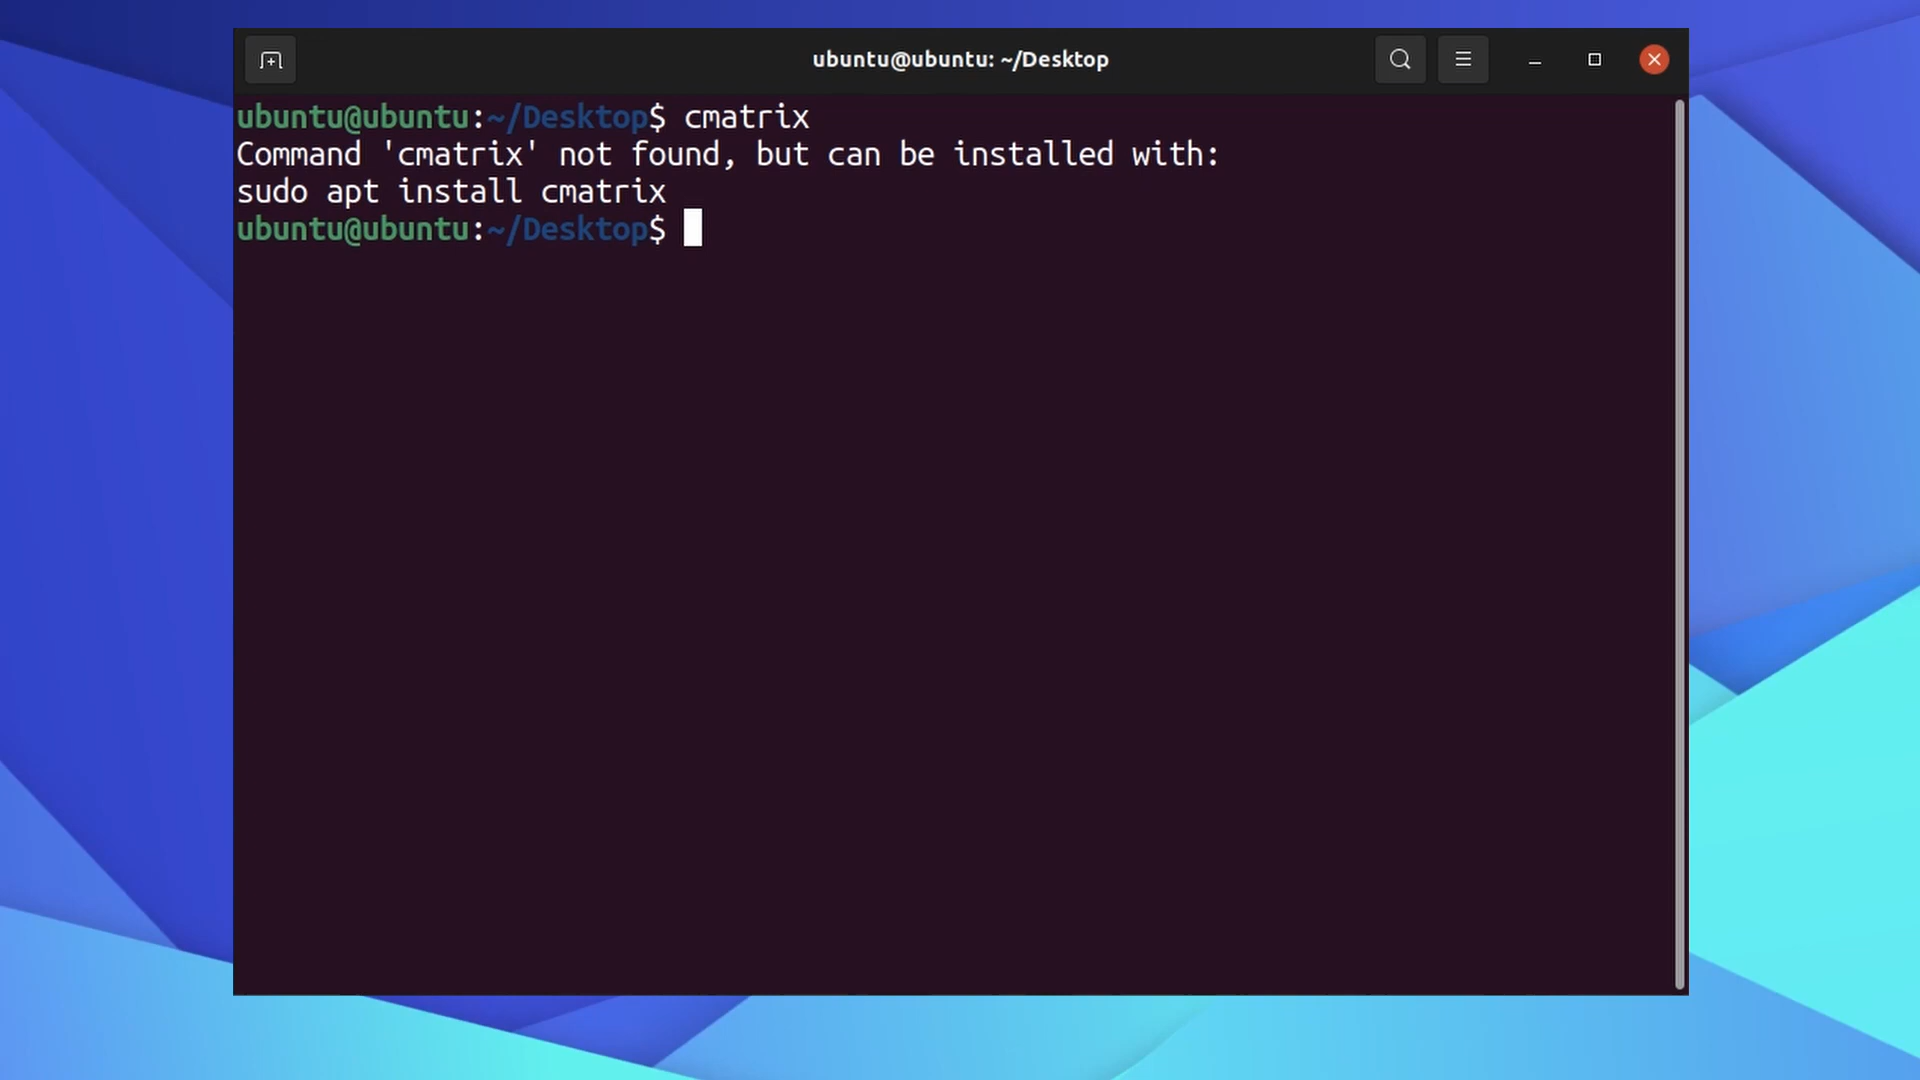 ubuntu@ubuntu: ~/Desktop
ubuntu@ubuntu:~/Desktop$ cmatrix
Command 'cmatrix' not found, but can be installed with:
sudo apt install cmatrix
ubuntu@ubuntu:~/Desktop$